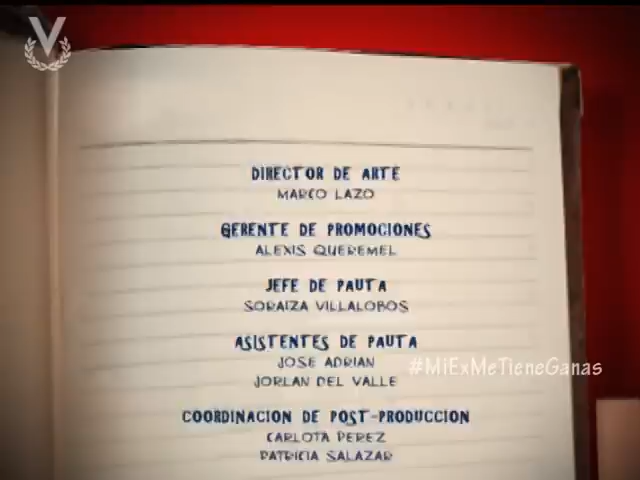 DIRECTOR DE ARTE
MARCO LAZO
GERENTE DE PROMOCIONES
ALEXIS QUEREMEL
JEFE DE PAUTA
SORAIZA VILLALOBOS
ASISTENTES DE PAUTA
JOSE ADRIAN
#MiExMeTieneGanas
JORLAN DEL VALLE
COORDINACION DE POST-PRODUCCION
CARLOTA PEREZ
PATRICIA SALAZAR